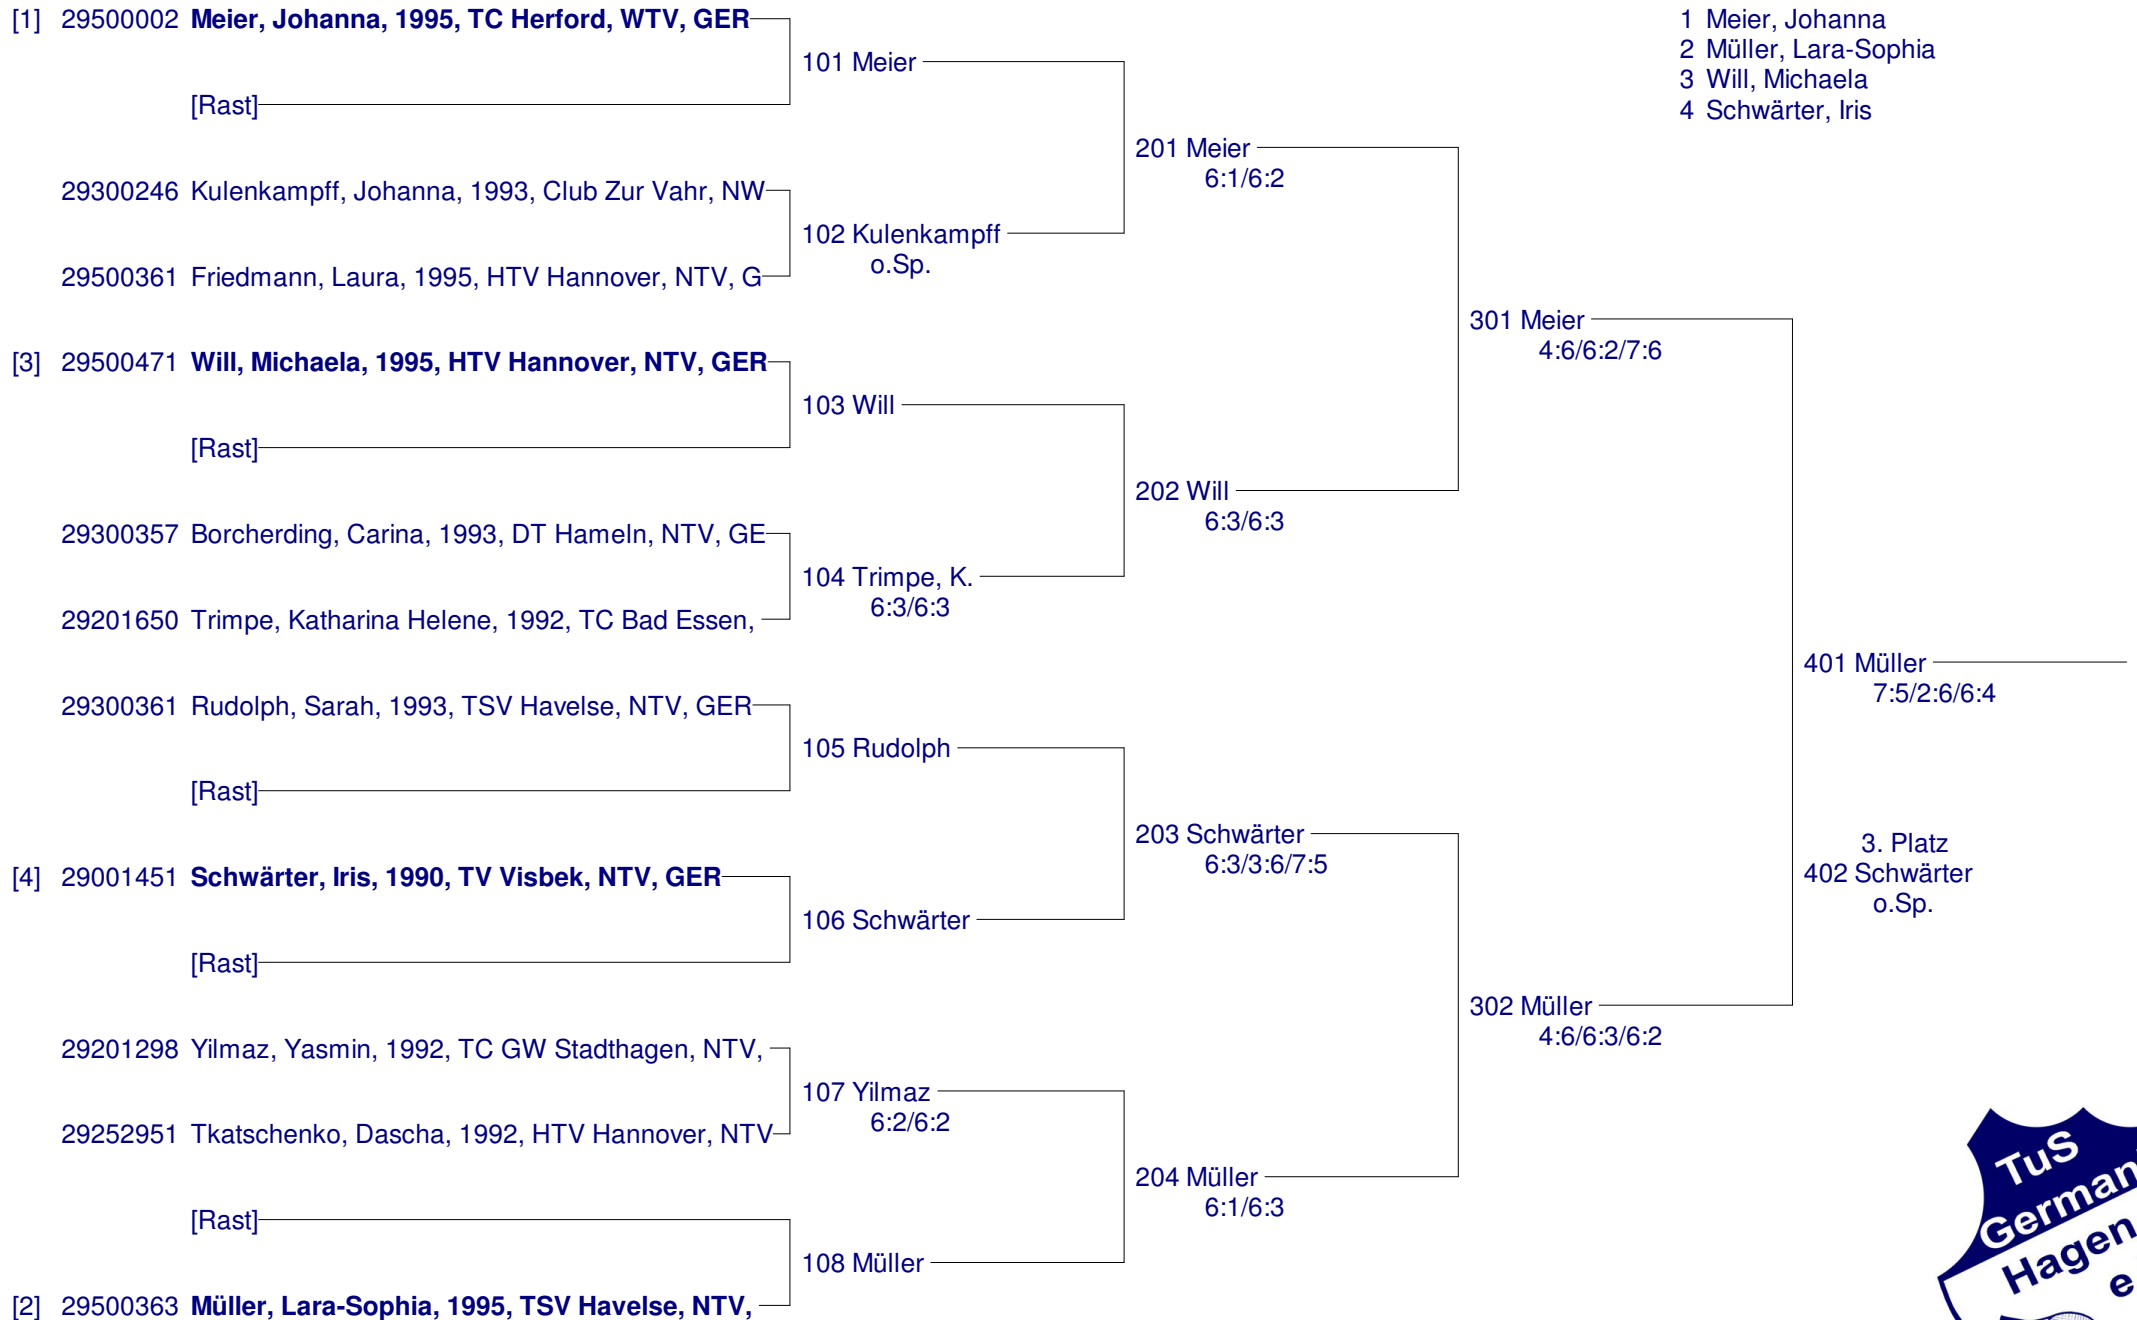 [1] 29500002 Meier, Johanna, 1995, TC Herford, WTV, GER
[Rast]
29300246 Kulenkampff, Johanna, 1993, Club Zur Vahr, NW
29500361 Friedmann, Laura, 1995, HTV Hannover, NTV, G
[3] 29500471 Will, Michaela, 1995, HTV Hannover, NTV, GER
[Rast]
29300357 Borcherding, Carina, 1993, DT Hameln, NTV, GE
29201650 Trimpe, Katharina Helene, 1992, TC Bad Essen,
29300361 Rudolph, Sarah, 1993, TSV Havelse, NTV, GER
[Rast]
[4] 29001451 Schwärter, Iris, 1990, TV Visbek, NTV, GER
[Rast]
29201298 Yilmaz, Yasmin, 1992, TC GW Stadthagen, NTV,
29252951 Tkatschenko, Dascha, 1992, HTV Hannover, NTV
[Rast]
[2] 29500363 Müller, Lara-Sophia, 1995, TSV Havelse, NTV,
101 Meier
102 Kulenkampff
o.Sp.
103 Will
104 Trimpe, K.
6:3/6:3
105 Rudolph
106 Schwärter
107 Yilmaz
6:2/6:2
108 Müller
201 Meier
6:1/6:2
202 Will
6:3/6:3
203 Schwärter
6:3/3:6/7:5
204 Müller
6:1/6:3
301 Meier
4:6/6:2/7:6
302 Müller
4:6/6:3/6:2
401 Müller
7:5/2:6/6:4
3. Platz
402 Schwärter
o.Sp.
1 Meier, Johanna
2 Müller, Lara-Sophia
3 Will, Michaela
4 Schwärter, Iris
TuS
German
Hagen
e